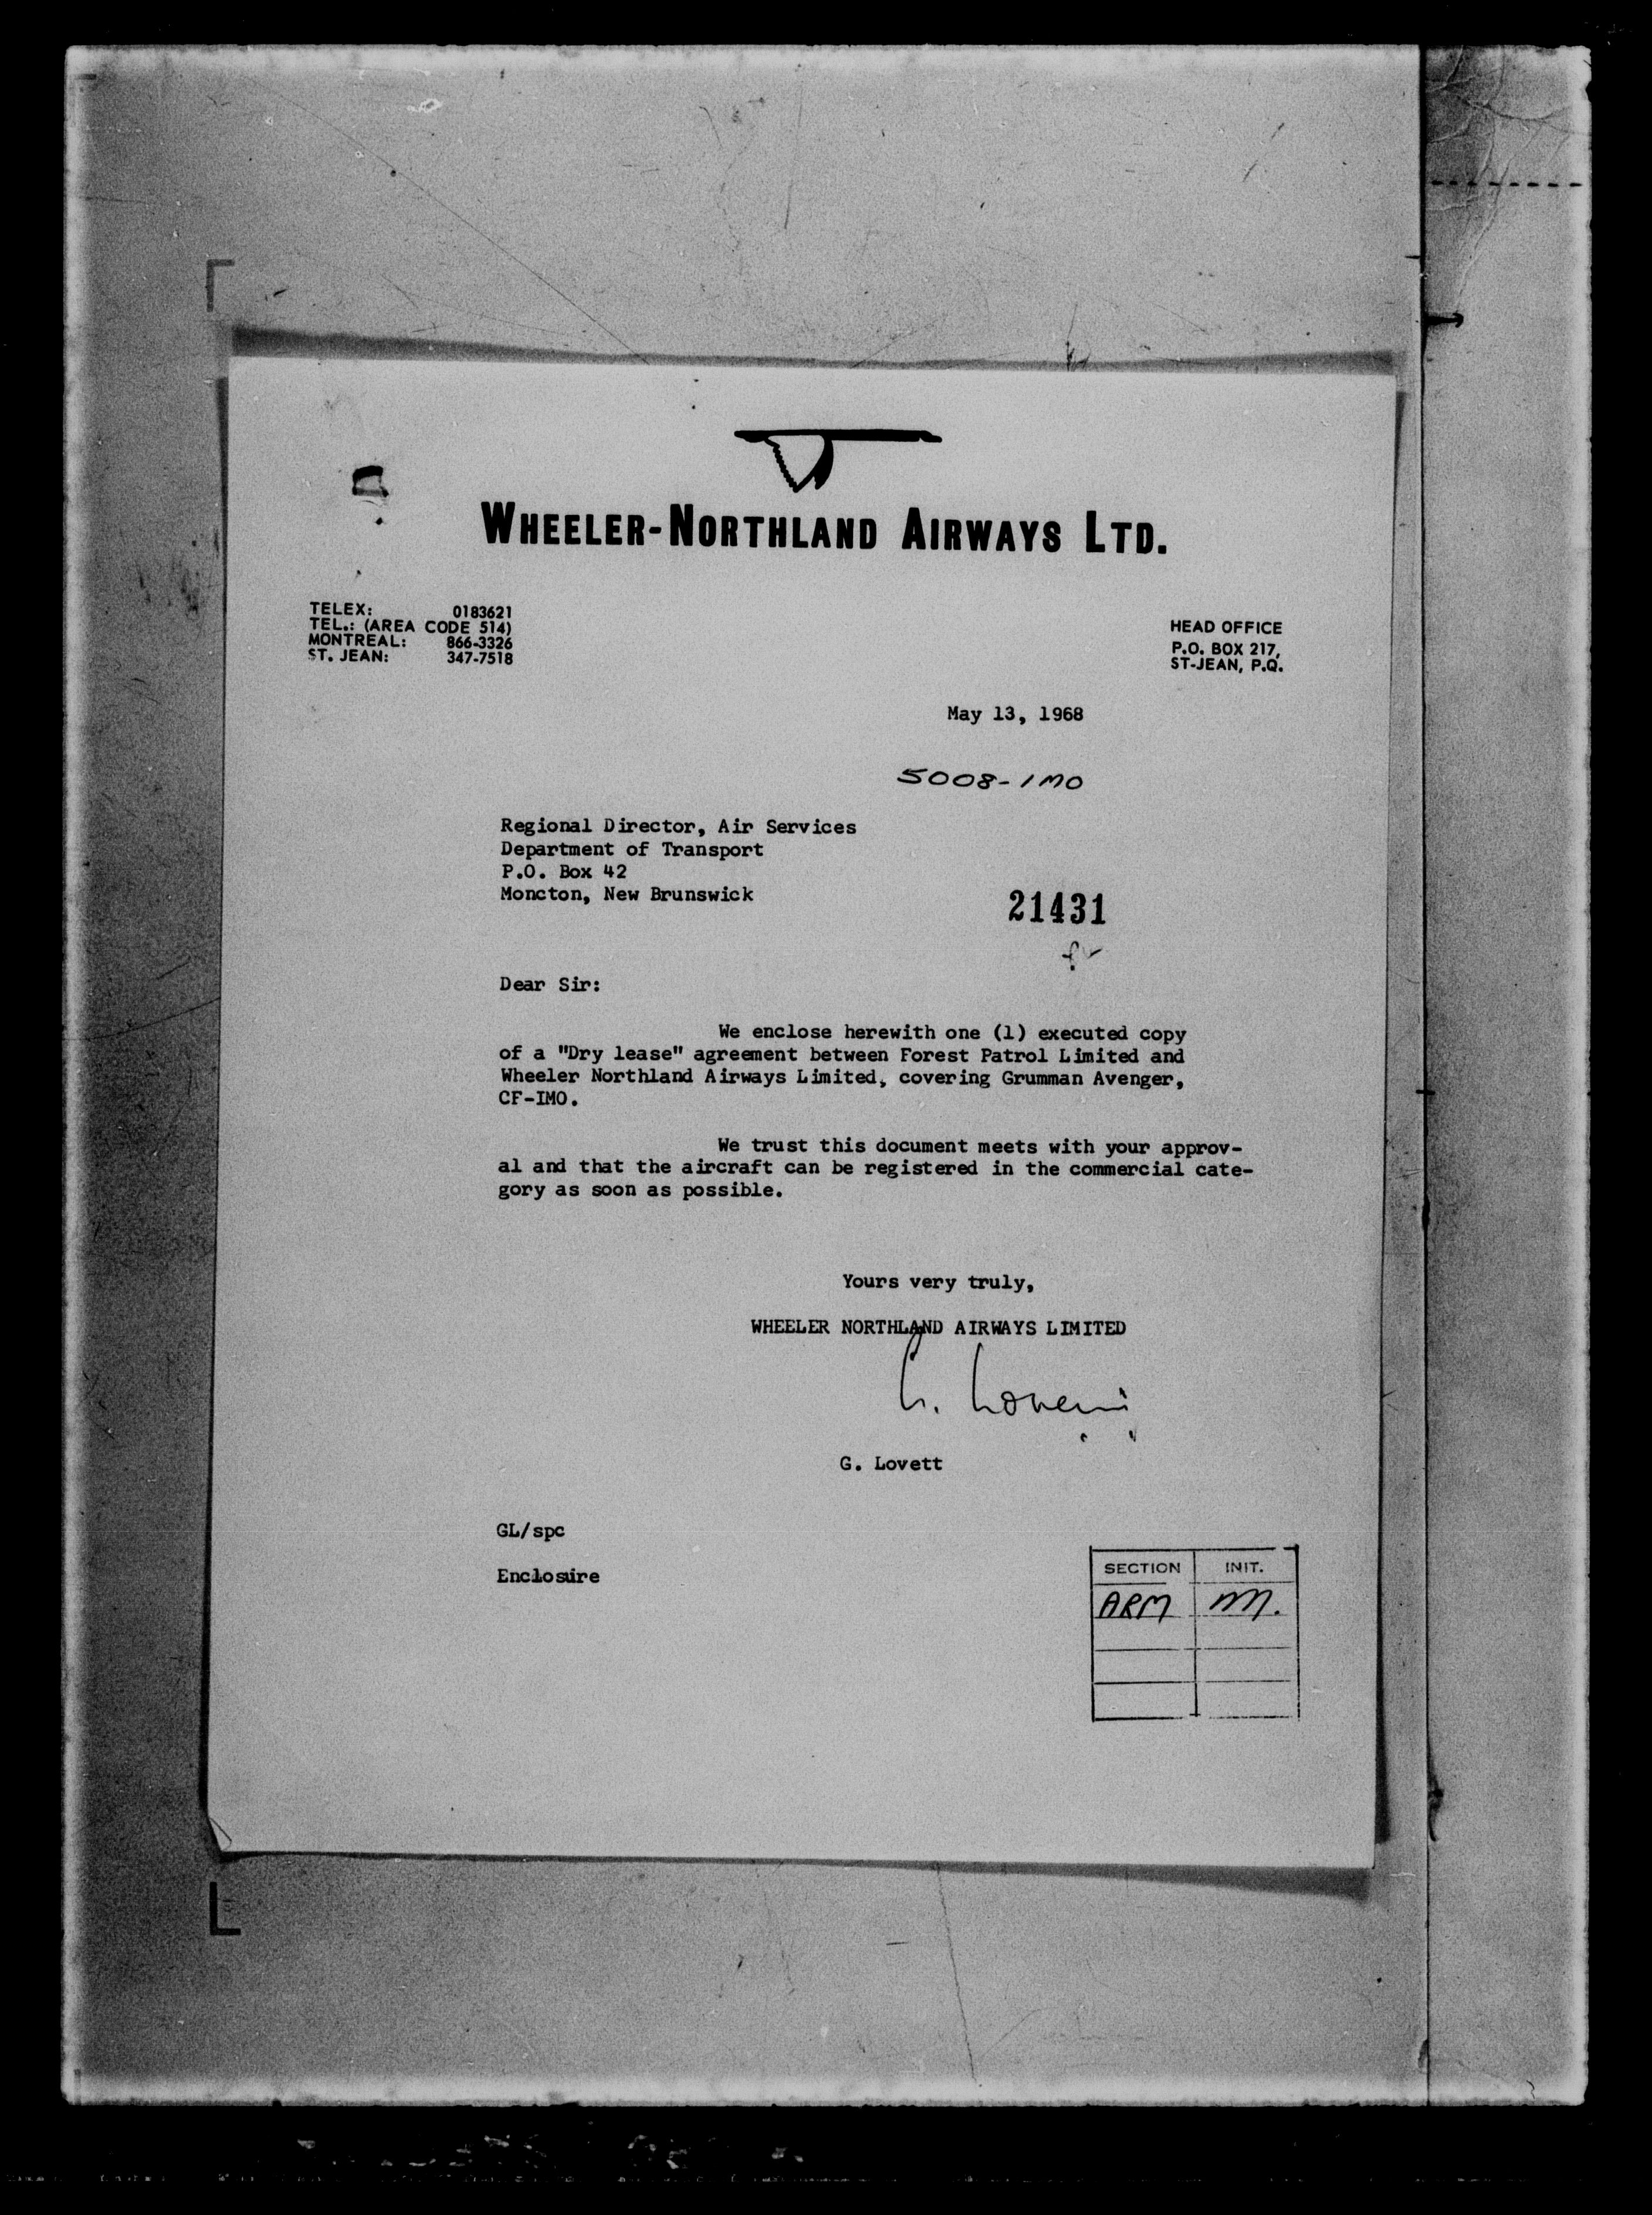 WHEELER-NORTHLAND AIRWAYS LTD.
TELEX: 0183621
TEL.: (AREA CODE 514)
MONTREAL: 866-3326
ST. JEAN: 347-7518
HEAD OFFICE
P.O. BOX 217,
ST-JEAN, P.Q.
May 13, 1968
5008-IMO
Regional Director, Air Services
Department of Transport
P.O. Box 42
Moncton, New Brunswick
21431
Dear Sir:
We enclose herewith one (1) executed copy
of a "Dry lease" agreement between Forest Patrol Limited and
Wheeler Northland Airways Limited, covering Grumman Avenger,
CF-IMO.
We trust this document meets with your approv-
al and that the aircraft can be registered in the commercial cate-
gory as soon as possible.
Yours very truly,
WHEELER NORTHLAND AIRWAYS LIMITED
G. Lovett
G. Lovett
GL/spc
Enclosure
SECTION INIT.
ARM M.